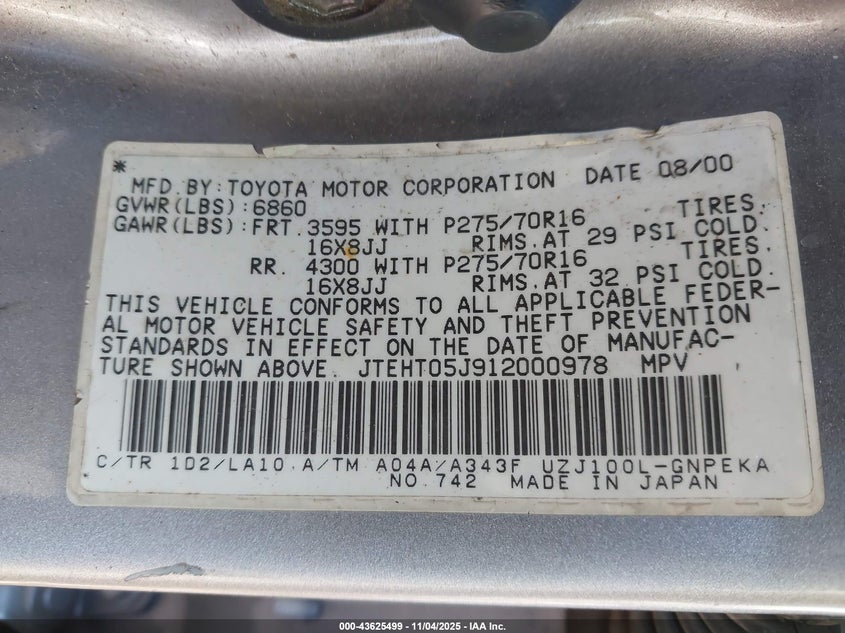 *
MFD.BY:TOYOTA MOTOR CORPORATION DATE 08/00
GVWR(LBS):6860
GAWR(LBS):FRT.3595 WITH P275/70R16 TIRES.
16X8JJ RIMS.AT 29 PSI COLD.
RR. 4300 WITH P275/70R16 TIRES.
16X8JJ RIMS.AT 32 PSI COLD.
THIS VEHICLE CONFORMS TO ALL APPLICABLE FEDER-
AL MOTOR VEHICLE SAFETY AND THEFT PREVENTION
STANDARDS IN EFFECT ON THE DATE OF MANUFAC-
TURE SHOWN ABOVE. JTEHT05J912000978 MPV
C/TR 1D2/LA10 A/TM A04A/A343F UZJ100L-GNPEKA
NO.742 MADE IN JAPAN
000-43625499 - 11/04/2025 - IAA Inc.